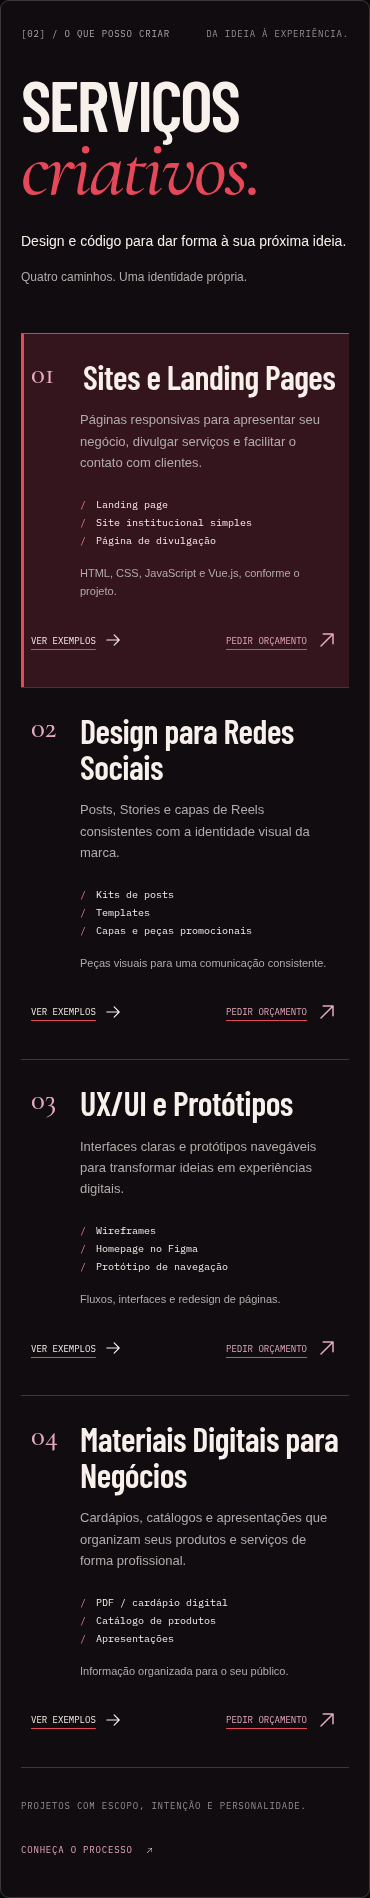 [02] / O QUE POSSO CRIAR DA IDEIA À EXPERIÊNCIA.
SERVIÇOS
criativos.
Design e código para dar forma à sua próxima ideia.
Quatro caminhos. Uma identidade própria.
01 Sites e Landing Pages
Páginas responsivas para apresentar seu
negócio, divulgar serviços e facilitar o
contato com clientes.
/ Landing page
/ Site institucional simples
/ Página de divulgação
HTML, CSS, JavaScript e Vue.js, conforme o
projeto.
VER EXEMPLOS → PEDIR ORÇAMENTO ↗
02 Design para Redes
Sociais
Posts, Stories e capas de Reels
consistentes com a identidade visual da
marca.
/ Kits de posts
/ Templates
/ Capas e peças promocionais
Peças visuais para uma comunicação consistente.
VER EXEMPLOS → PEDIR ORÇAMENTO ↗
03 UX/UI e Protótipos
Interfaces claras e protótipos navegáveis
para transformar ideias em experiências
digitais.
/ Wireframes
/ Homepage no Figma
/ Protótipo de navegação
Fluxos, interfaces e redesign de páginas.
VER EXEMPLOS → PEDIR ORÇAMENTO ↗
04 Materiais Digitais para
Negócios
Cardápios, catálogos e apresentações que
organizam seus produtos e serviços de
forma profissional.
/ PDF / cardápio digital
/ Catálogo de produtos
/ Apresentações
Informação organizada para o seu público.
VER EXEMPLOS → PEDIR ORÇAMENTO ↗
PROJETOS COM ESCOPO, INTENÇÃO E PERSONALIDADE.
CONHEÇA O PROCESSO ↗